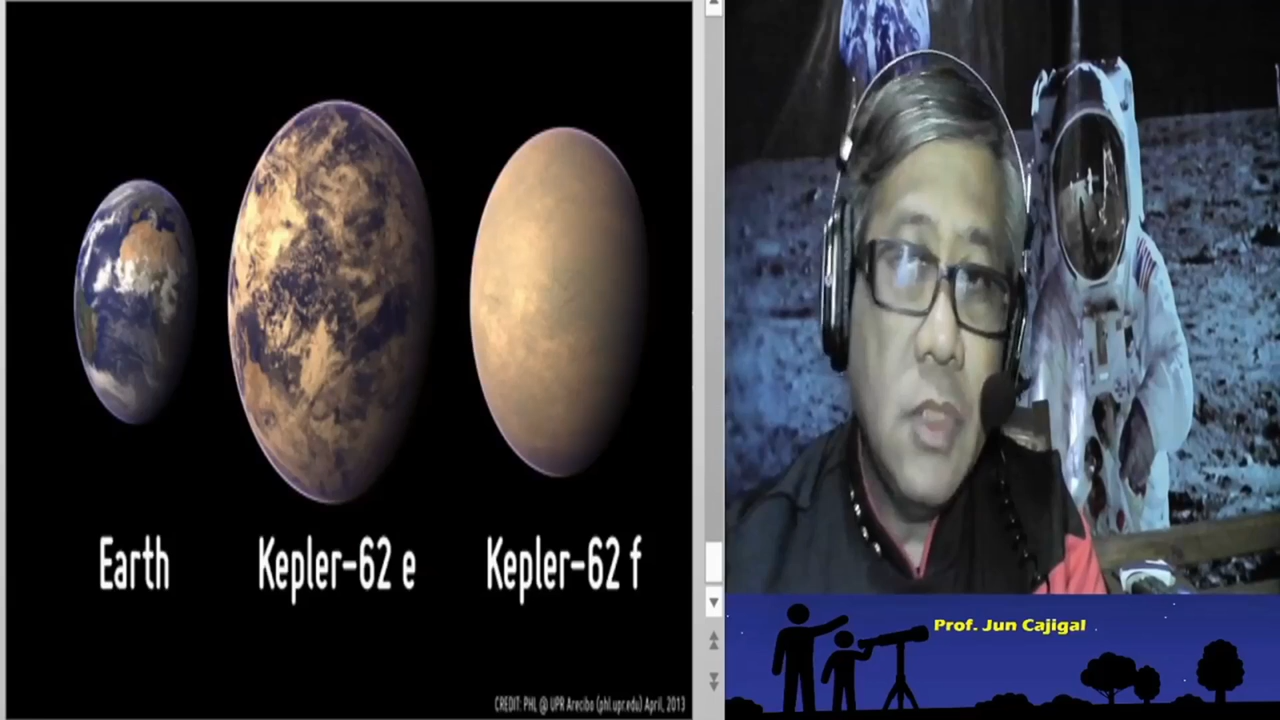 Earth
Kepler-62 e
Kepler-62 f
CREDIT: PHL @ UPR Arecibo (phl.upr.edu) April, 2013
Prof. Jun Cajigal